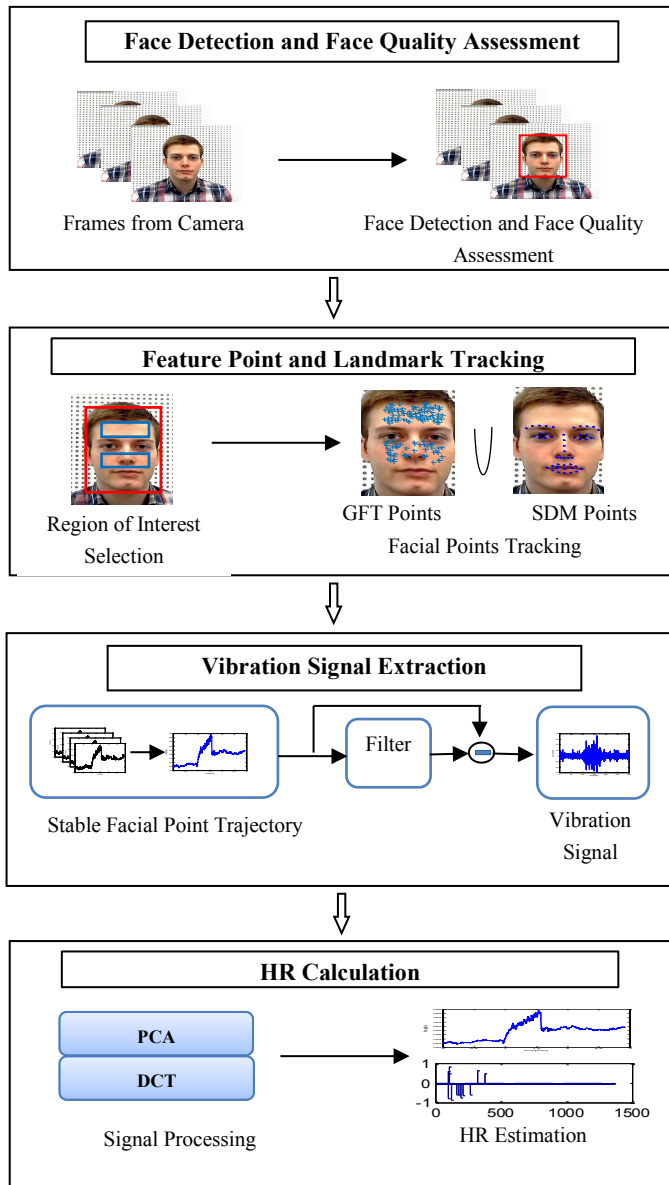 Face Detection and Face Quality Assessment
Frames from Camera
Face Detection and Face Quality
Assessment
Feature Point and Landmark Tracking
Region of Interest
Selection
GFT Points
SDM Points
Facial Points Tracking
Vibration Signal Extraction
Filter
Stable Facial Point Trajectory
Vibration
Signal
HR Calculation
PCA
DCT
1
0
-1
0 500 1000 1500
Signal Processing
HR Estimation